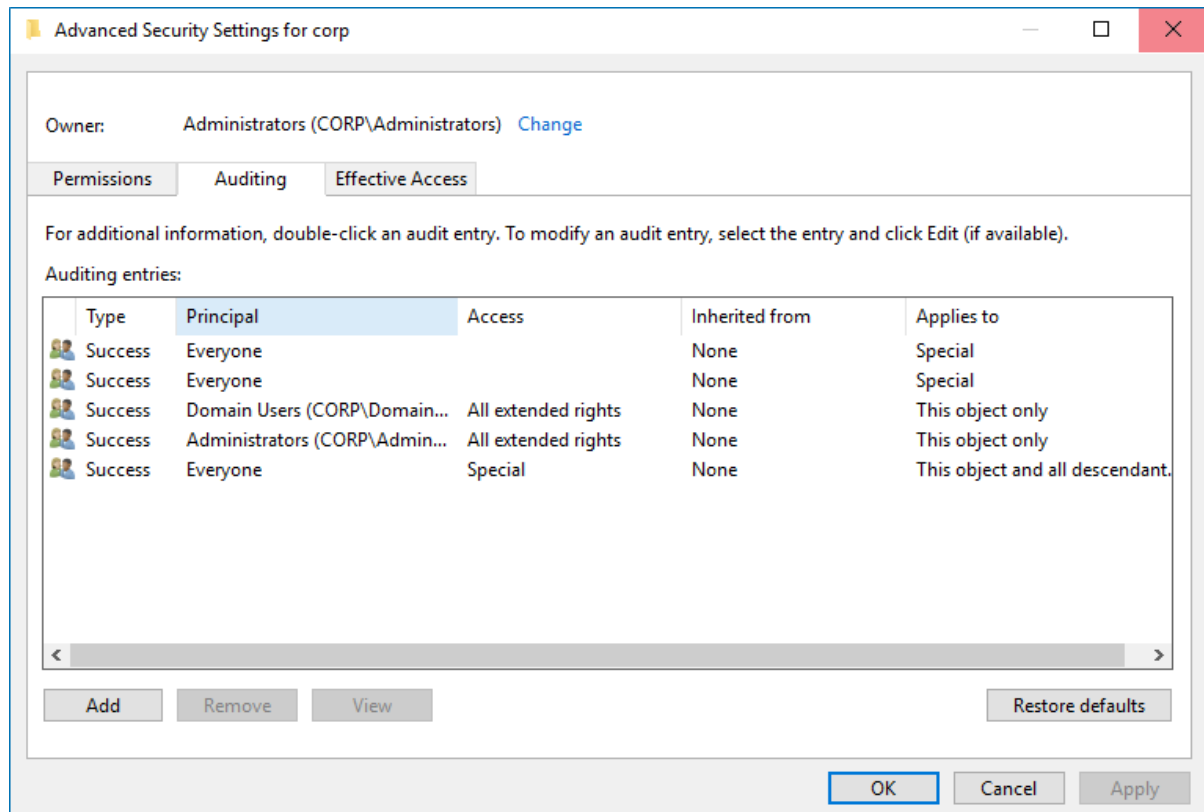 Advanced Security Settings for corp
Owner: Administrators (CORP\Administrators) Change
Permissions Auditing Effective Access
For additional information, double-click an audit entry. To modify an audit entry, select the entry and click Edit (if available).
Auditing entries:
Type Principal Access Inherited from Applies to
Success Everyone None Special
Success Everyone None Special
Success Domain Users (CORP\Domain... All extended rights None This object only
Success Administrators (CORP\Admin... All extended rights None This object only
Success Everyone Special None This object and all descendant.
Add Remove View Restore defaults
OK Cancel Apply